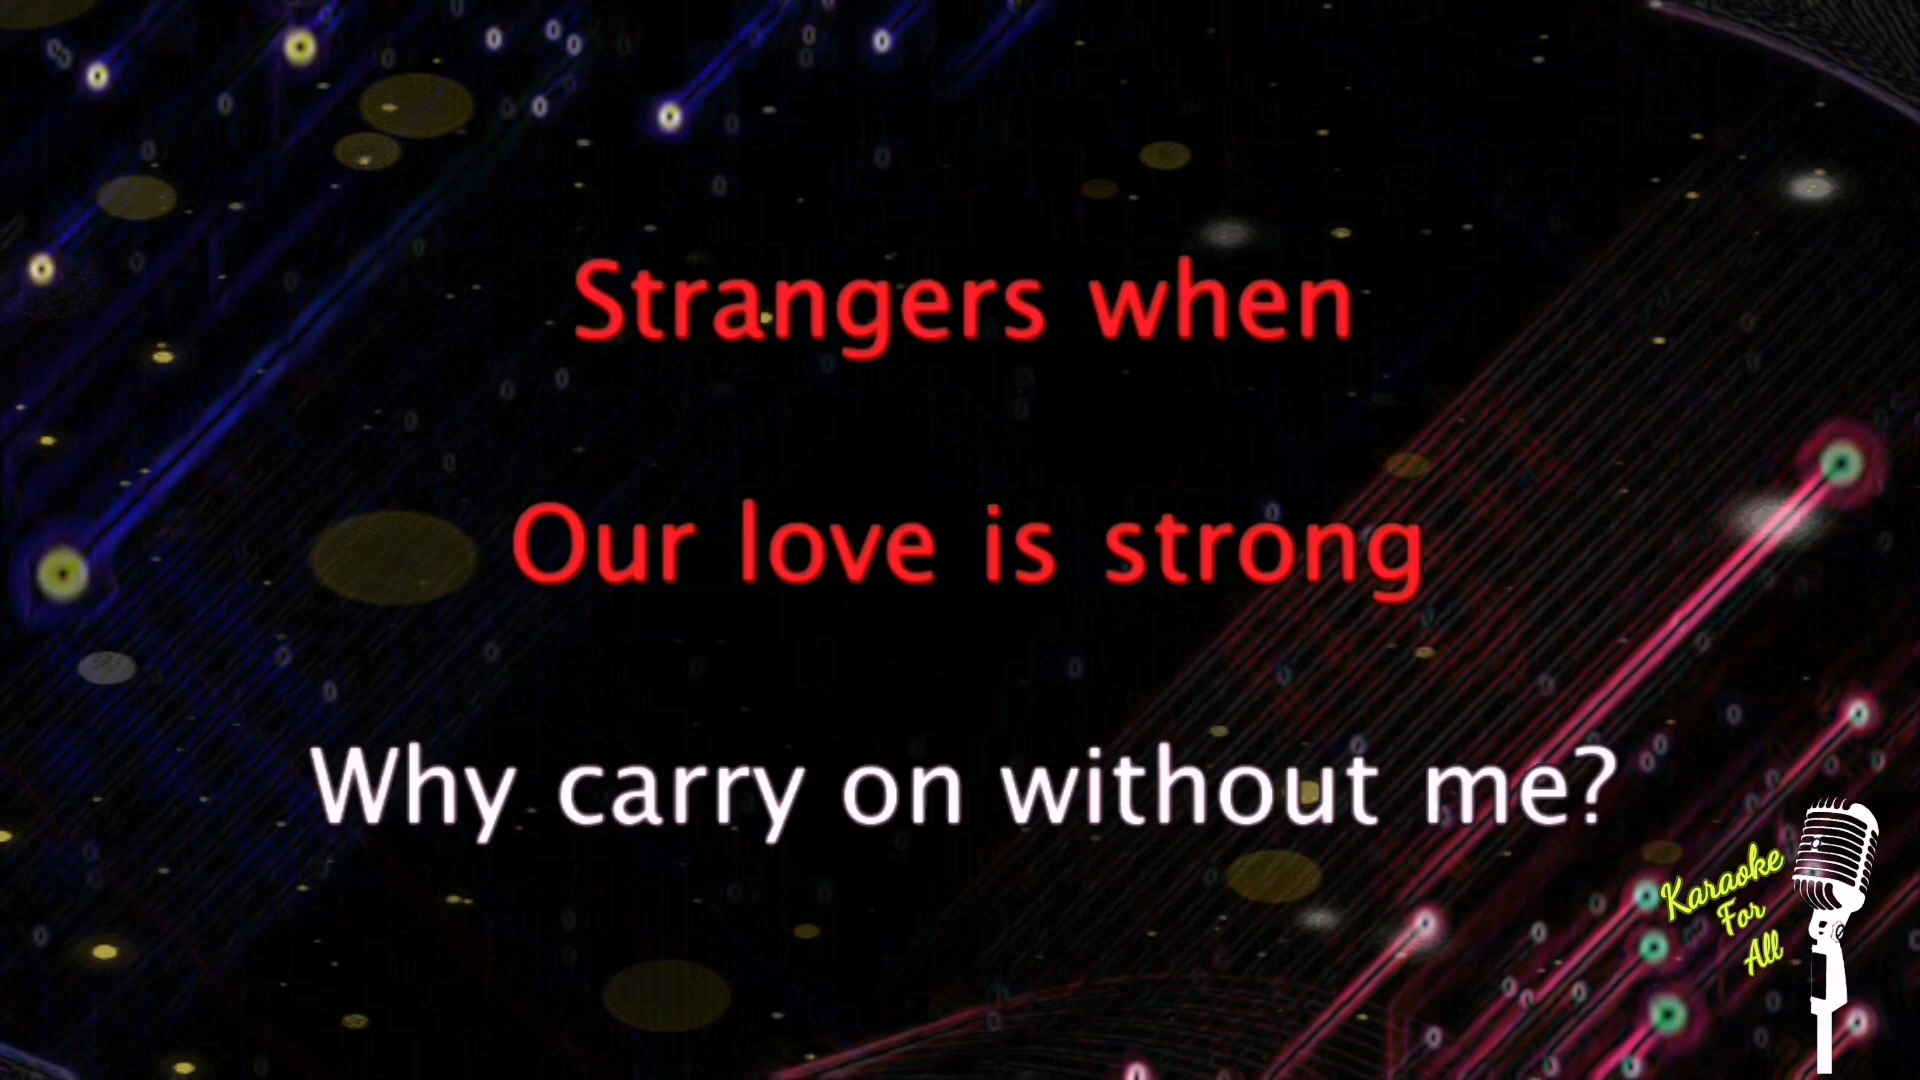 Strangers when
Our love is strong
Why carry on without me?
Karaoke
For
All